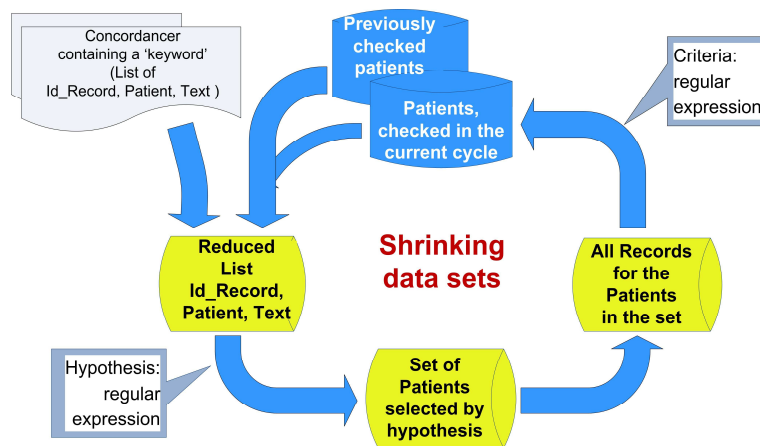 Concordancer
containing a ‘keyword’
(List of
Id_Record, Patient, Text )
Previously
checked
patients
Patients,
checked in the
current cycle
Criteria:
regular
expression
Reduced
List
Id_Record,
Patient, Text
Shrinking
data sets
All Records
for the
Patients
in the set
Hypothesis:
regular
expression
Set of
Patients
selected by
hypothesis